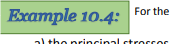 Example 10.4: For the
a) the principal stresses